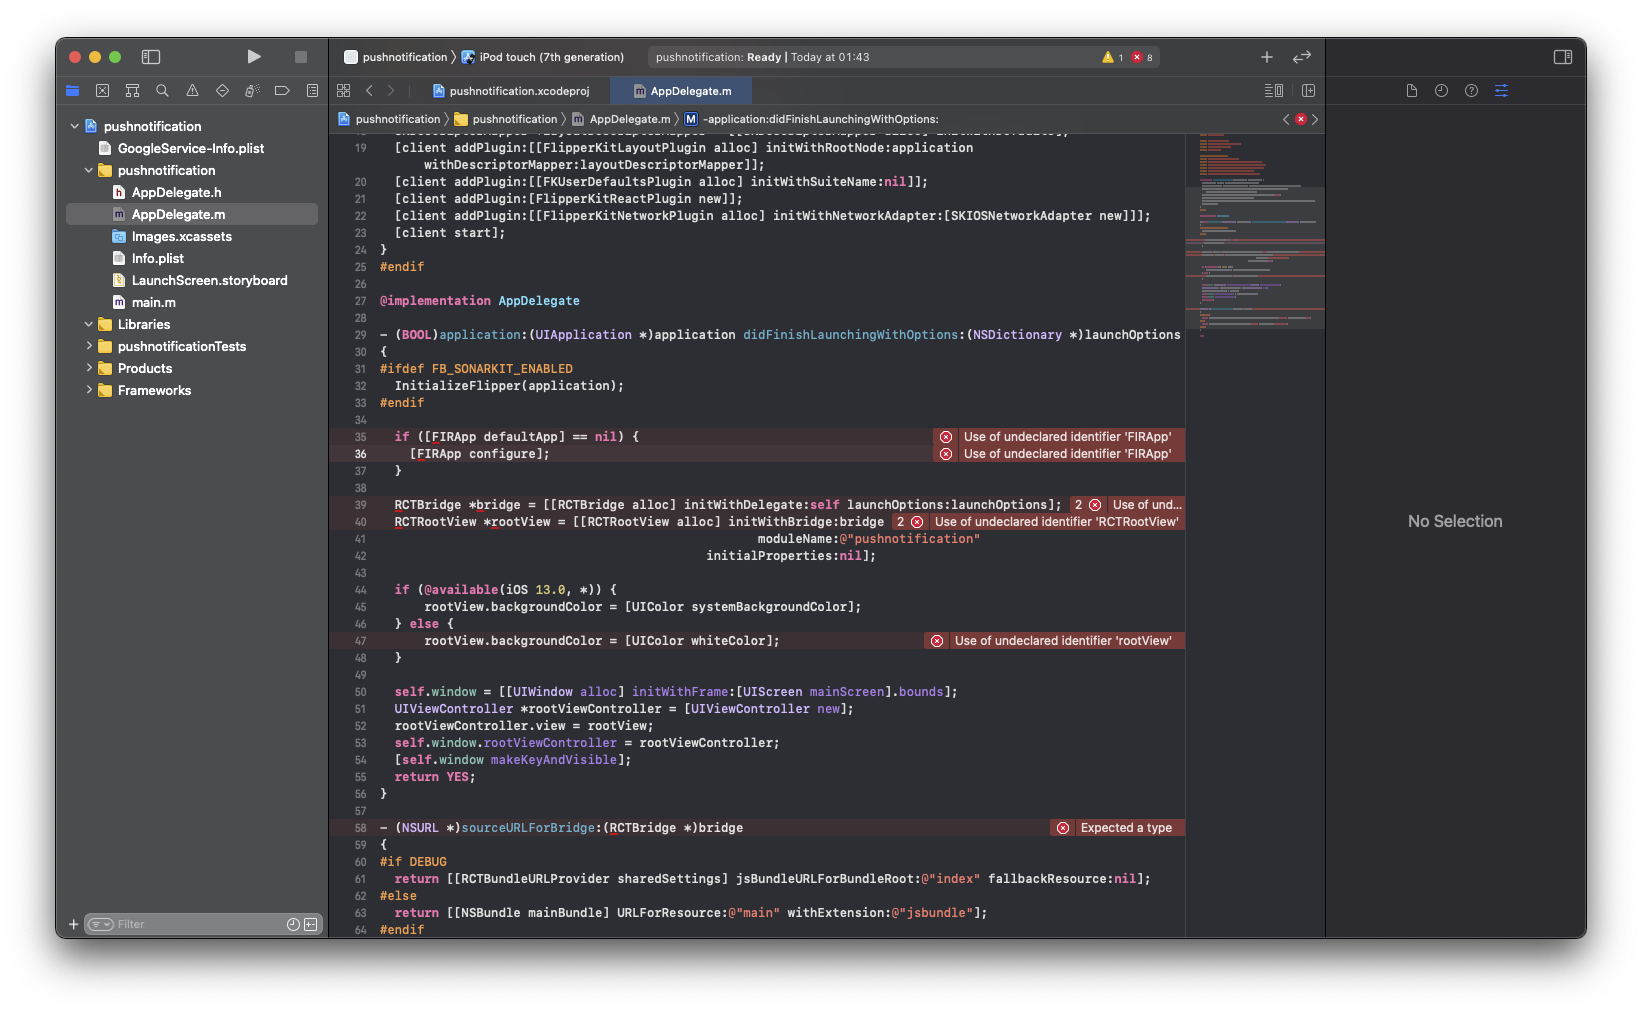 pushnotification
iPod touch (7th generation)
pushnotification: Ready | Today at 01:43
1
8
pushnotification.xcodeproj
AppDelegate.m
pushnotification
pushnotification
AppDelegate.m
M
-application:didFinishLaunchingWithOptions:
pushnotification
GoogleService-Info.plist
pushnotification
h AppDelegate.h
m AppDelegate.m
Images.xcassets
Info.plist
LaunchScreen.storyboard
m main.m
Libraries
pushnotificationTests
Products
Frameworks
Filter
19 [client addPlugin:[[FlipperKitLayoutPlugin alloc] initWithRootNode:application
withDescriptorMapper:layoutDescriptorMapper]];
20 [client addPlugin:[[FKUserDefaultsPlugin alloc] initWithSuiteName:nil]];
21 [client addPlugin:[FlipperKitReactPlugin new]];
22 [client addPlugin:[[FlipperKitNetworkPlugin alloc] initWithNetworkAdapter:[SKIOSNetworkAdapter new]]];
23 [client start];
24 }
25 #endif
26
27 @implementation AppDelegate
28
29 - (BOOL)application:(UIApplication *)application didFinishLaunchingWithOptions:(NSDictionary *)launchOptions
30 {
31 #ifdef FB_SONARKIT_ENABLED
32 InitializeFlipper(application);
33 #endif
34
35 if ([FIRApp defaultApp] == nil) { Use of undeclared identifier 'FIRApp'
36 [FIRApp configure]; Use of undeclared identifier 'FIRApp'
37 }
38
39 RCTBridge *bridge = [[RCTBridge alloc] initWithDelegate:self launchOptions:launchOptions]; 2 Use of und...
40 RCTRootView *rootView = [[RCTRootView alloc] initWithBridge:bridge 2 Use of undeclared identifier 'RCTRootView'
41 moduleName:@"pushnotification"
42 initialProperties:nil];
43
44 if (@available(iOS 13.0, *)) {
45 rootView.backgroundColor = [UIColor systemBackgroundColor];
46 } else {
47 rootView.backgroundColor = [UIColor whiteColor]; Use of undeclared identifier 'rootView'
48 }
49
50 self.window = [[UIWindow alloc] initWithFrame:[UIScreen mainScreen].bounds];
51 UIViewController *rootViewController = [UIViewController new];
52 rootViewController.view = rootView;
53 self.window.rootViewController = rootViewController;
54 [self.window makeKeyAndVisible];
55 return YES;
56 }
57
58 - (NSURL *)sourceURLForBridge:(RCTBridge *)bridge Expected a type
59 {
60 #if DEBUG
61 return [[RCTBundleURLProvider sharedSettings] jsBundleURLForBundleRoot:@"index" fallbackResource:nil];
62 #else
63 return [[NSBundle mainBundle] URLForResource:@"main" withExtension:@"jsbundle"];
64 #endif
No Selection